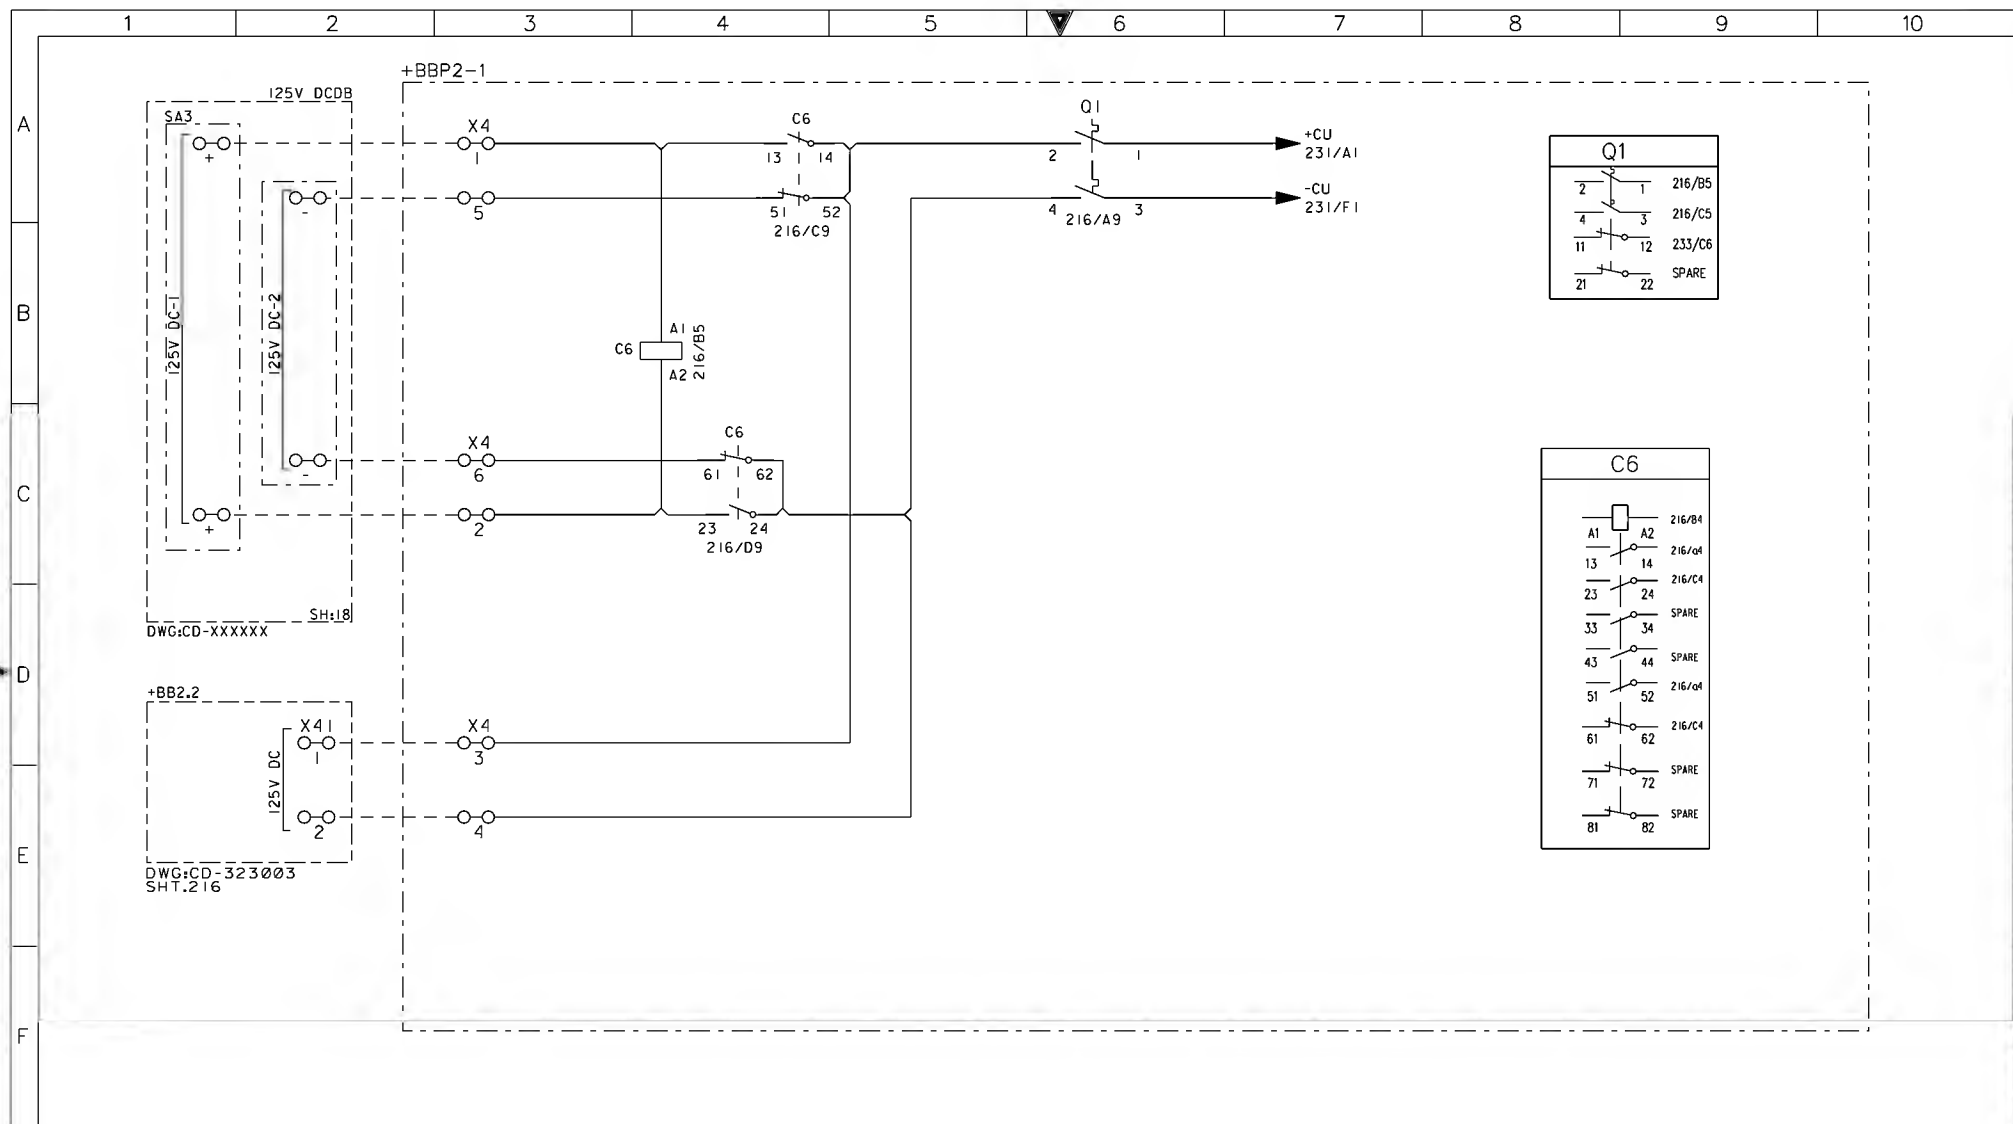 1 2 3 4 5 6 7 8 9 10
A
B
C
D
E
F
+BBP2-1
125V DCDB
SA3
+
-
125V DC-1
125V DC-2
-
+
SH:18
DWG:CD-XXXXXX
+BB2.2
X41
1
125V DC
2
DWG:CD-323003
SHT.216
X4
1
5
X4
6
2
X4
3
4
C6
13 14
51 52
216/C9
C6
A1
A2
216/B5
C6
61 62
23 24
216/D9
Q1
2 1
4 3
216/A9
+CU
231/A1
-CU
231/F1
Q1
2 1 216/B5
4 3 216/C5
11 12 233/C6
21 22 SPARE
C6
A1 A2 216/B4
13 14 216/a4
23 24 216/C4
33 34 SPARE
43 44 SPARE
51 52 216/a4
61 62 216/C4
71 72 SPARE
81 82 SPARE